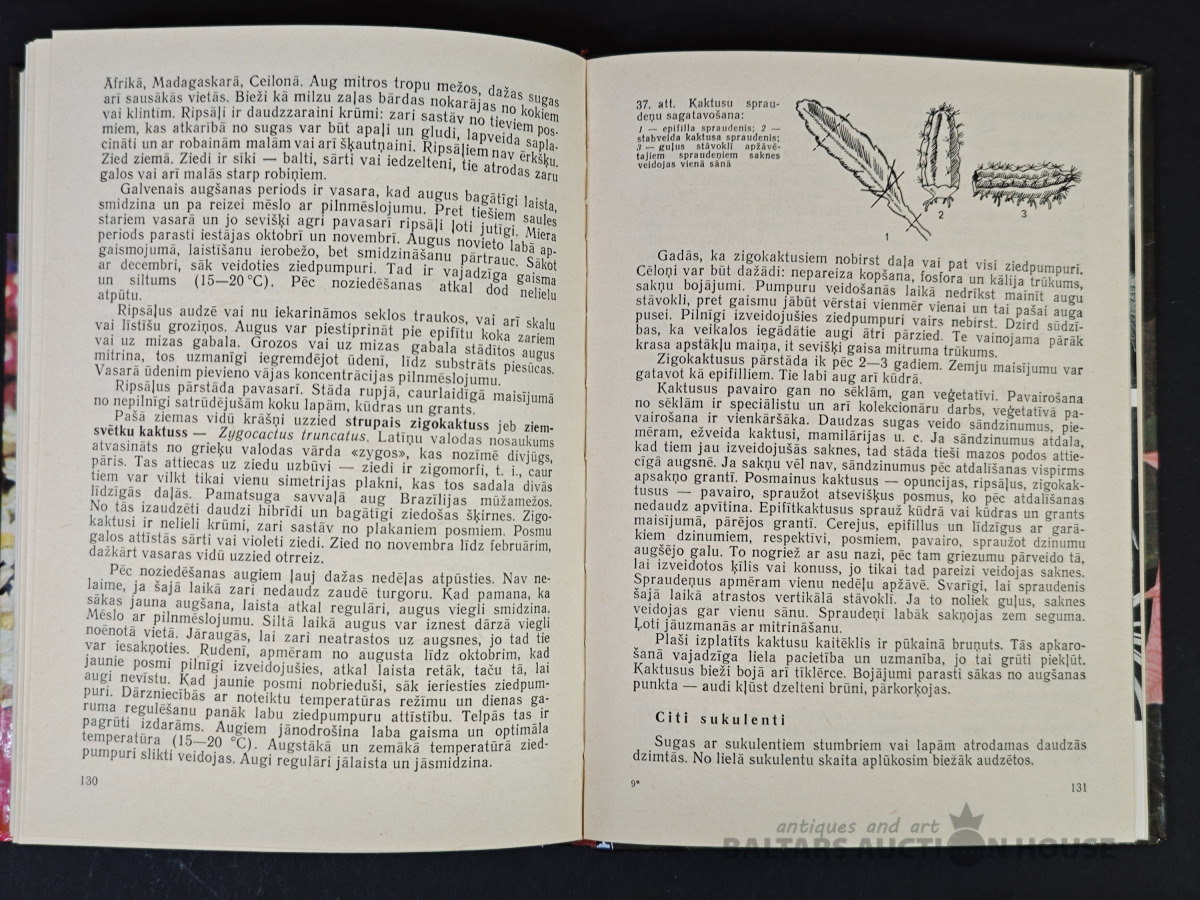 Āfrikā, Madagaskarā, Ceilonā. Aug mitros tropu mežos, dažas sugas
arī sausākās vietās. Bieži kā milzu zaļas bārdas nokarājas no kokiem
vai klintīm. Ripsāļi ir daudzzaraini krūmi: zari sastāv no tieviem pos-
miem, kas atkarībā no sugas var būt apaļi un gludi, lapveida sapla-
cināti un ar robainām malām vai arī šķautņaini. Ripsāļiem nav ērkšķu.
Zied ziemā. Ziedi ir sīki — balti, sārti vai iedzelteni, tie atrodas zaru
galos vai arī malās starp robiņiem.
Galvenais augšanas periods ir vasara, kad augus bagātīgi laista,
smidzina un pa reizei mēslo ar pilnmēslojumu. Pret tiešiem saules
stariem vasarā un jo sevišķi agri pavasarī ripsāļi ļoti jutīgi. Miera
periods parasti iestājas oktobrī un novembrī. Augus novieto labā ap-
gaismojumā, laistīšanu ierobežo, bet smidzināšanu pārtrauc. Sākot
ar decembri, sāk veidoties ziedpumpuri. Tad ir vajadzīga gaisma
un siltums (15—20 °C). Pēc noziedēšanas atkal dod nelielu
atpūtu.
Ripsāļus audzē vai nu iekarināmos seklos traukos, vai arī skalu
vai līstīšu groziņos. Augus var piestiprināt pie epifītu koka zariem
vai uz mizas gabala. Grozos vai uz mizas gabala stādītos augus
mitrina, tos uzmanīgi iegremdējot ūdenī, līdz substrāts piesūcas.
Vasarā ūdenim pievieno vājas koncentrācijas pilnmēslojumu.
Ripsāļus pārstāda pavasarī. Stāda rupjā, caurlaidīgā maisījumā
no nepilnīgi satrūdējušām koku lapām, kūdras un grants.
Pašā ziemas vidū krāšņi uzzied strupais zigokaktuss jeb ziem-
svētku kaktuss — Zygocactus truncatus. Latīņu valodas nosaukums
atvasināts no grieķu valodas vārda «zygos», kas nozīmē divjūgs,
pāris. Tas attiecas uz ziedu uzbūvi — ziedi ir zigomorfi, t. i., caur
tiem var vilkt tikai vienu simetrijas plakni, kas tos sadala divās
līdzīgās daļās. Pamatsuga savvaļā aug Brazīlijas mūžamežos.
No tās izaudzēti daudzi hibrīdi un bagātīgi ziedošas šķirnes. Zigo-
kaktusi ir nelieli krūmi, zari sastāv no plakaniem posmiem. Posmu
galos attīstās sārti vai violeti ziedi. Zied no novembra līdz februārim,
dažkārt vasaras vidū uzzied otrreiz.
Pēc noziedēšanas augiem ļauj dažas nedēļas atpūsties. Nav ne-
laime, ja šajā laikā zari nedaudz zaudē turgoru. Kad pamana, ka
sākas jauna augšana, laista atkal regulāri, augus viegli smidzina.
Mēslo ar pilnmēslojumu. Siltā laikā augus var iznest dārzā viegli
noēnotā vietā. Jāraugās, lai zari neatrastos uz augsnes, jo tad tie
var iesakņoties. Rudenī, apmēram no augusta līdz oktobrim, kad
jaunie posmi pilnīgi izveidojušies, atkal laista retāk, taču tā, lai
augi nevīstu. Kad jaunie posmi nobrieduši, sāk ieriesties ziedpum-
puri. Dārzniecībās ar noteiktu temperatūras režīmu un dienas ga-
ruma regulēšanu panāk labu ziedpumpuru attīstību. Telpās tas ir
pagrūti izdarāms. Augiem jānodrošina laba gaisma un optimāla
temperatūra (15—20 °C). Augstākā un zemākā temperatūrā zied-
pumpuri slikti veidojas. Augi regulāri jālaista un jāsmidzina.
130
37. att. Kaktusu sprau-
deņu sagatavošana:
1 — epifilla spraudenis; 2 —
stabveida kaktusa spraudenis;
3 — guļus stāvoklī apžāvē-
tajiem spraudeņiem saknes
veidojas vienā sānā
1
2
3
Gadās, ka zigokaktusiem nobirst daļa vai pat visi ziedpumpuri.
Cēloņi var būt dažādi: nepareiza kopšana, fosfora un kālija trūkums,
sakņu bojājumi. Pumpuru veidošanās laikā nedrīkst mainīt augu
stāvokli, pret gaismu jābūt vērstai vienmēr vienai un tai pašai auga
pusei. Pilnīgi izveidojušies ziedpumpuri vairs nebirst. Dzird sūdzī-
bas, ka veikalos iegādātie augi ātri pārzied. Te vainojama pārāk
krasa apstākļu maiņa, it sevišķi gaisa mitruma trūkums.
Zigokaktusus pārstāda ik pēc 2—3 gadiem. Zemju maisījumu var
gatavot kā epifilliem. Tie labi aug arī kūdrā.
Kaktusus pavairo gan no sēklām, gan veģetatīvi. Pavairošana
no sēklām ir speciālistu un arī kolekcionāru darbs, veģetatīvā pa-
vairošana ir vienkāršāka. Daudzas sugas veido sāndzinumus, pie-
mēram, ežveida kaktusi, mamilārijas u. c. Ja sāndzinumus atdala,
kad tiem jau izveidojušās saknes, tad stāda tieši mazos podos attie-
cīgā augsnē. Ja sakņu vēl nav, sāndzinumus pēc atdalīšanas vispirms
apsakņo grantī. Posmainus kaktusus — opuncijas, ripsāļus, zigokak-
tusus — pavairo, spraužot atsevišķus posmus, ko pēc atdalīšanas
nedaudz apvītina. Epifītkaktusus sprauž kūdrā vai kūdras un grants
maisījumā, pārējos grantī. Cerejus, epifillus un līdzīgus ar garā-
kiem dzinumiem, respektīvi, posmiem, pavairo, spraužot dzinumu
augšējo galu. To nogriež ar asu nazi, pēc tam griezumu pārveido tā,
lai izveidotos ķīlis vai konuss, jo tikai tad pareizi veidojas saknes.
Spraudeņus apmēram vienu nedēļu apžāvē. Svarīgi, lai spraudenis
šajā laikā atrastos vertikālā stāvoklī. Ja to noliek guļus, saknes
veidojas gar vienu sānu. Spraudeņi labāk sakņojas zem seguma.
Ļoti jāuzmanās ar mitrināšanu.
Plaši izplatīts kaktusu kaitēklis ir pūkainā bruņuts. Tās apkaro-
šanā vajadzīga liela pacietība un uzmanība, jo tai grūti piekļūt.
Kaktusus bieži bojā arī tīklērce. Bojājumi parasti sākas no augšanas
punkta — audi kļūst dzelteni brūni, pārkorķojas.
Citi sukulenti
Sugas ar sukulentiem stumbriem vai lapām atrodamas daudzās
dzimtās. No lielā sukulentu skaita aplūkosim biežāk audzētos.
9*
131
antiques and art
BALTARS AUCTION HOUSE